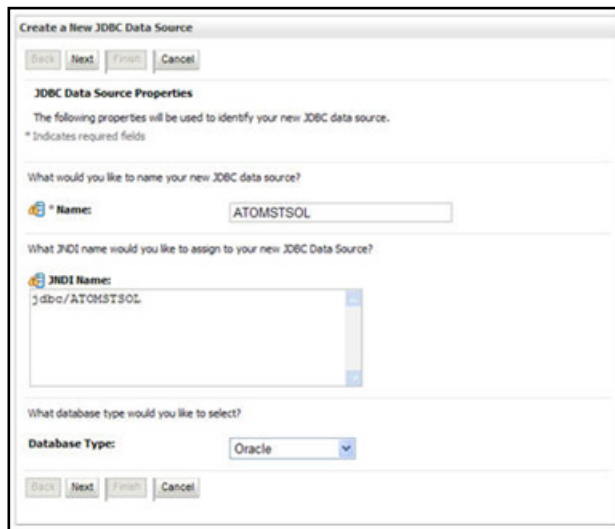 Create a New JDBC Data Source
Back Next Finish Cancel
JDBC Data Source Properties
The following properties will be used to identify your new JDBC data source.
* Indicates required fields
What would you like to name your new JDBC data source?
* Name: ATOMSTSOL
What JNDI name would you like to assign to your new JDBC Data Source?
JNDI Name:
jdbc/ATOMSTSOL
What database type would you like to select?
Database Type: Oracle
Back Next Finish Cancel